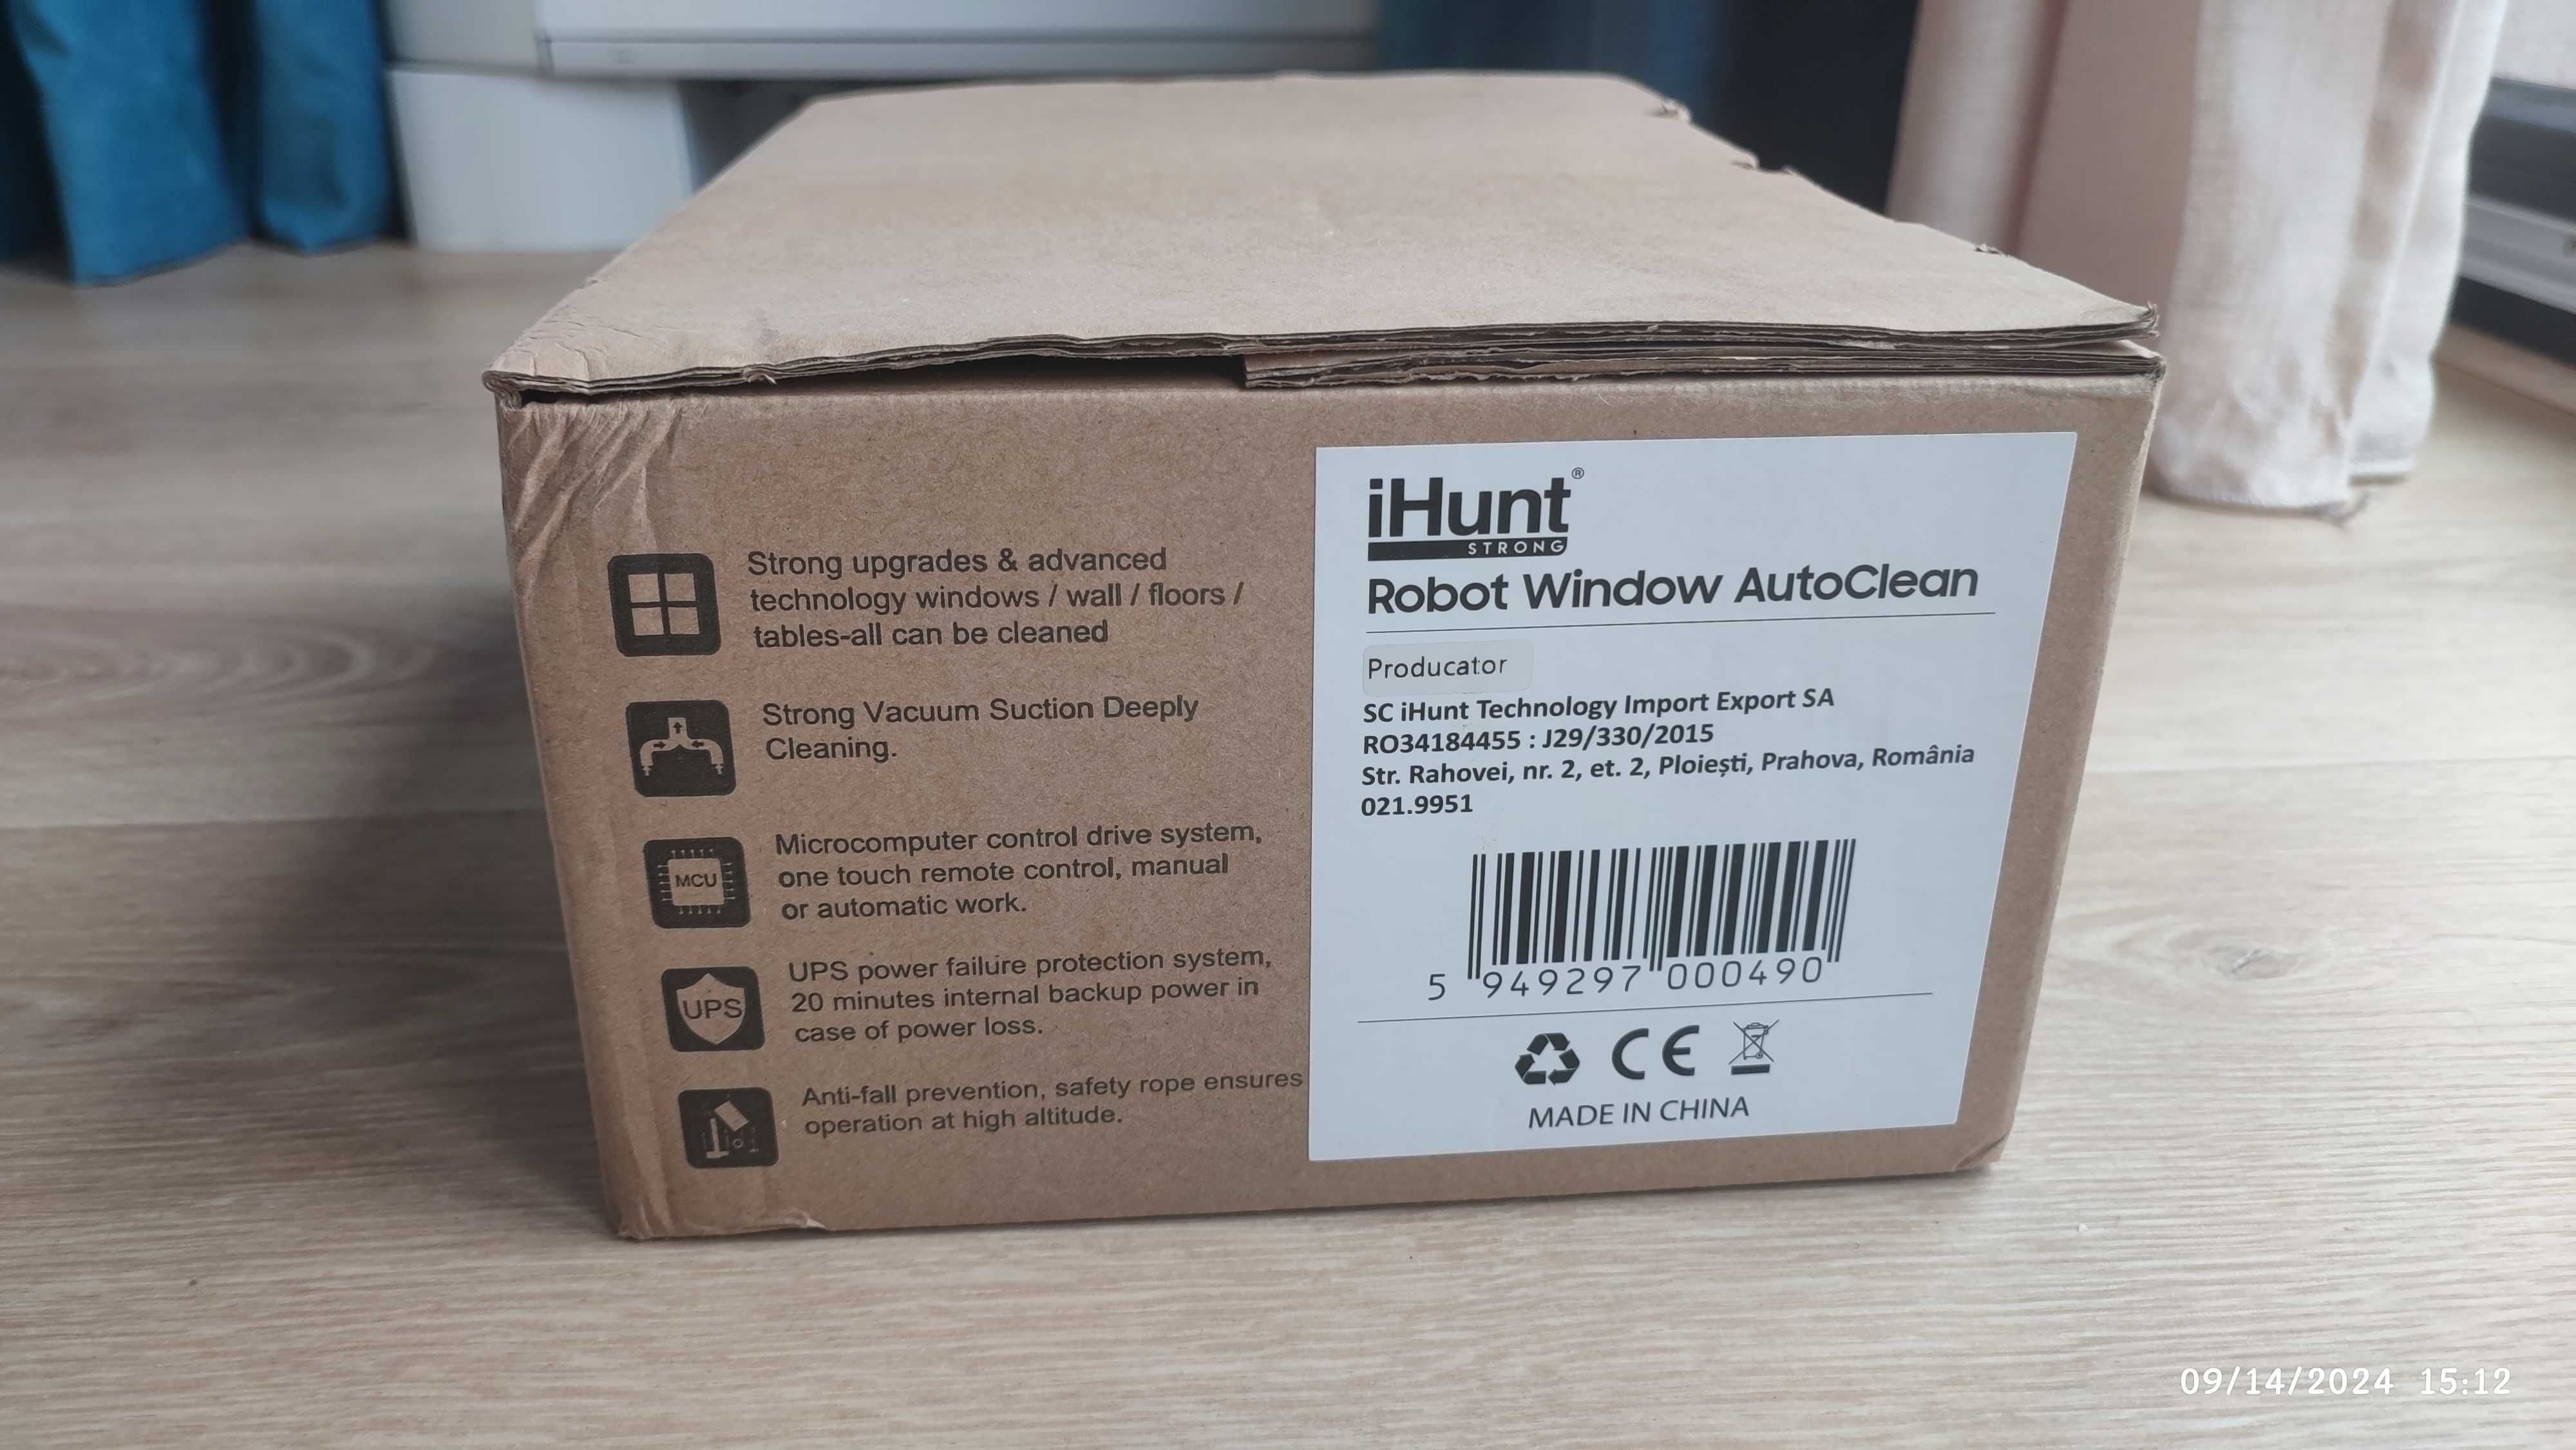 Strong upgrades & advanced
technology windows / wall / floors /
tables-all can be cleaned
Strong Vacuum Suction Deeply
Cleaning.
MCU
Microcomputer control drive system,
one touch remote control, manual
or automatic work.
UPS
UPS power failure protection system,
20 minutes internal backup power in
case of power loss.
Anti-fall prevention, safety rope ensures
operation at high altitude.
iHunt®
STRONG
Robot Window AutoClean
Producator
SC iHunt Technology Import Export SA
RO34184455 : J29/330/2015
Str. Rahovei, nr. 2, et. 2, Ploiești, Prahova, România
021.9951
5 949297 000490
CE
MADE IN CHINA
09/14/2024 15:12